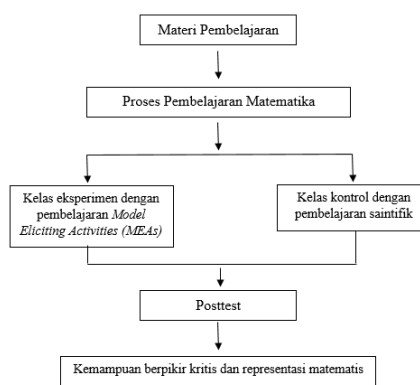 Materi Pembelajaran
Proses Pembelajaran Matematika
Kelas eksperimen dengan
pembelajaran Model
Eliciting Activities (MEAs)
Kelas kontrol dengan
pembelajaran saintifik
Posttest
Kemampuan berpikir kritis dan representasi matematis